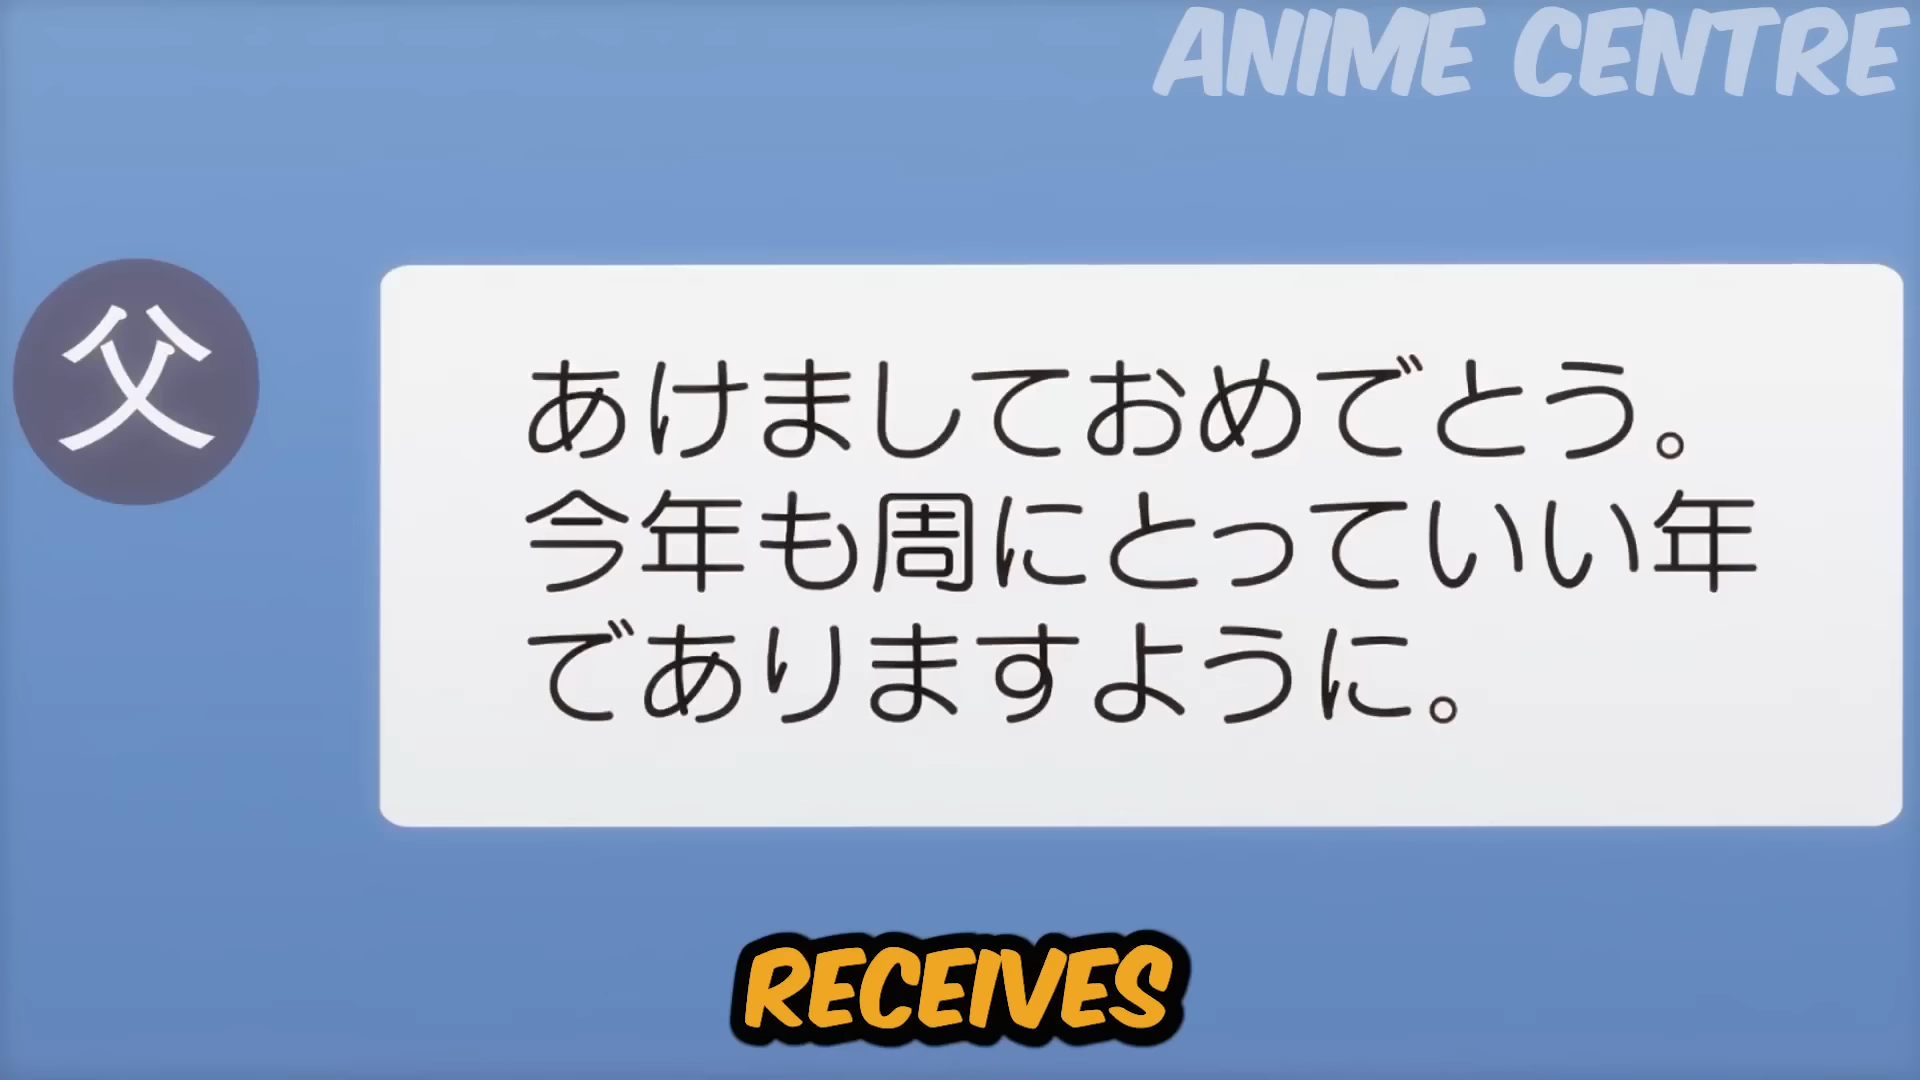 ANIME CENTRE
父
あけましておめでとう。
今年も周にとっていい年
でありますように。
RECEIVES